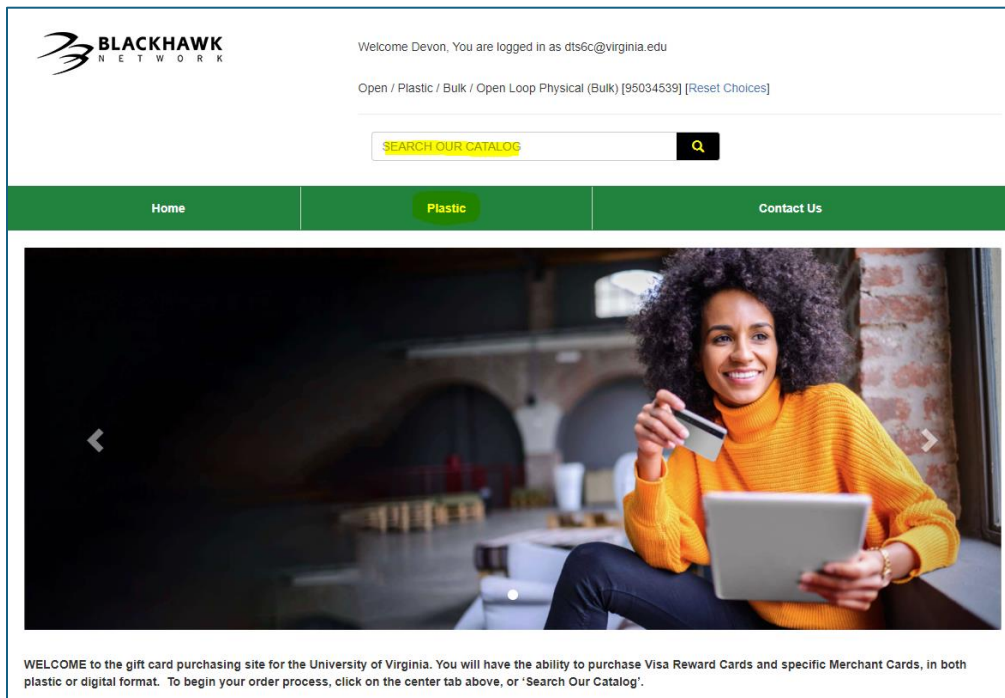 BLACKHAWK
NETWORK
Welcome Devon, You are logged in as dts6c@virginia.edu
Open / Plastic / Bulk / Open Loop Physical (Bulk) [95034539] [Reset Choices]
SEARCH OUR CATALOG
Home
Plastic
Contact Us
WELCOME to the gift card purchasing site for the University of Virginia. You will have the ability to purchase Visa Reward Cards and specific Merchant Cards, in both
plastic or digital format. To begin your order process, click on the center tab above, or ‘Search Our Catalog’.